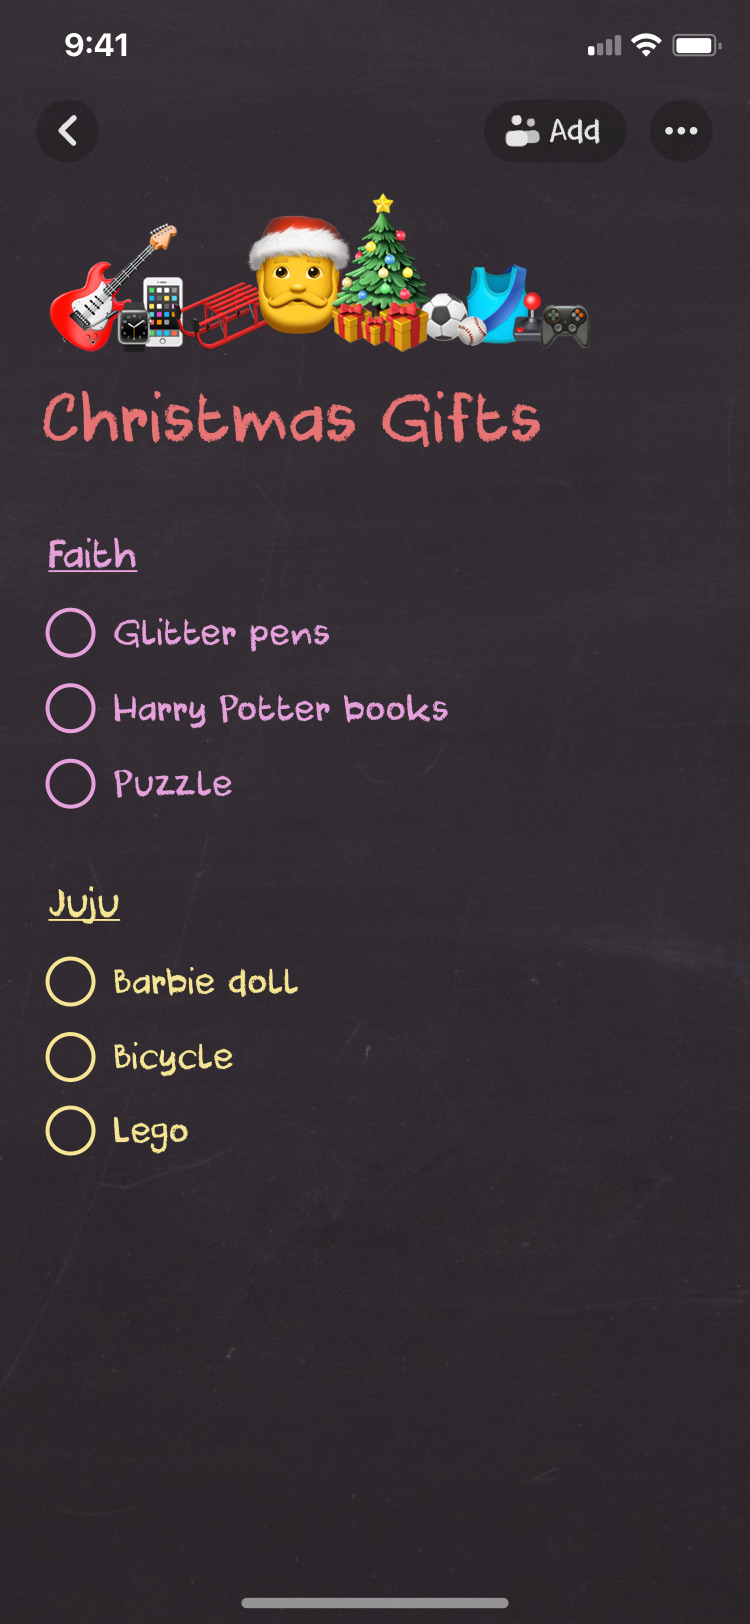 9:41
Add
Christmas Gifts
Faith
Glitter pens
Harry Potter books
Puzzle
Juju
Barbie doll
Bicycle
Lego